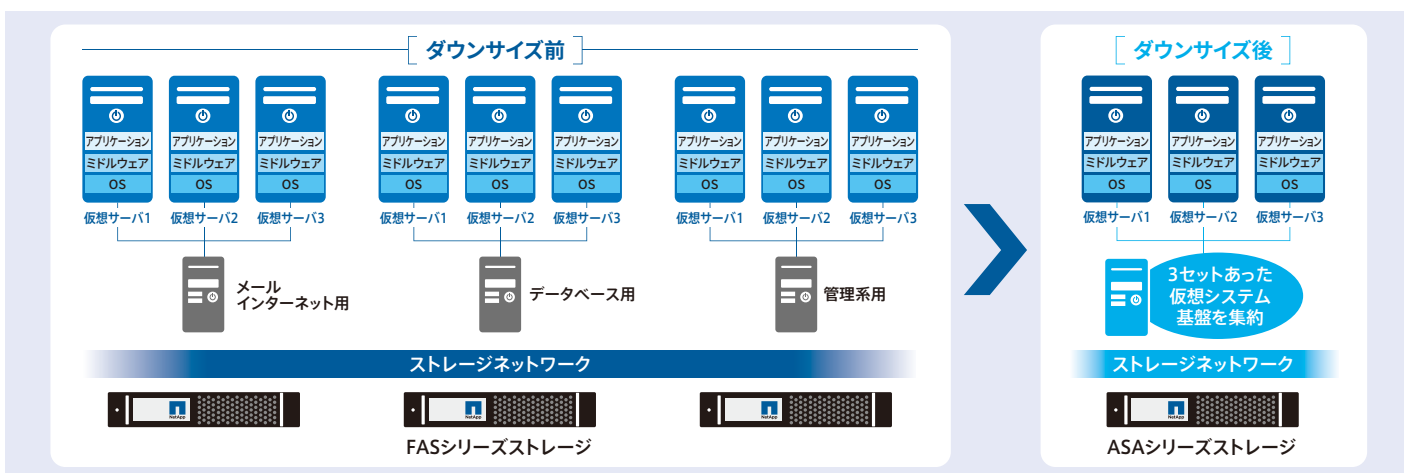 ダウンサイズ前
アプリケーション アプリケーション アプリケーション
ミドルウェア ミドルウェア ミドルウェア
OS OS OS
仮想サーバ1 仮想サーバ2 仮想サーバ3
メール
インターネット用
アプリケーション アプリケーション アプリケーション
ミドルウェア ミドルウェア ミドルウェア
OS OS OS
仮想サーバ1 仮想サーバ2 仮想サーバ3
データベース用
アプリケーション アプリケーション アプリケーション
ミドルウェア ミドルウェア ミドルウェア
OS OS OS
仮想サーバ1 仮想サーバ2 仮想サーバ3
管理系用
ストレージネットワーク
NetApp NetApp NetApp
FASシリーズストレージ
ダウンサイズ後
アプリケーション アプリケーション アプリケーション
ミドルウェア ミドルウェア ミドルウェア
OS OS OS
仮想サーバ1 仮想サーバ2 仮想サーバ3
3セットあった
仮想システム
基盤を集約
ストレージネットワーク
NetApp
ASAシリーズストレージ